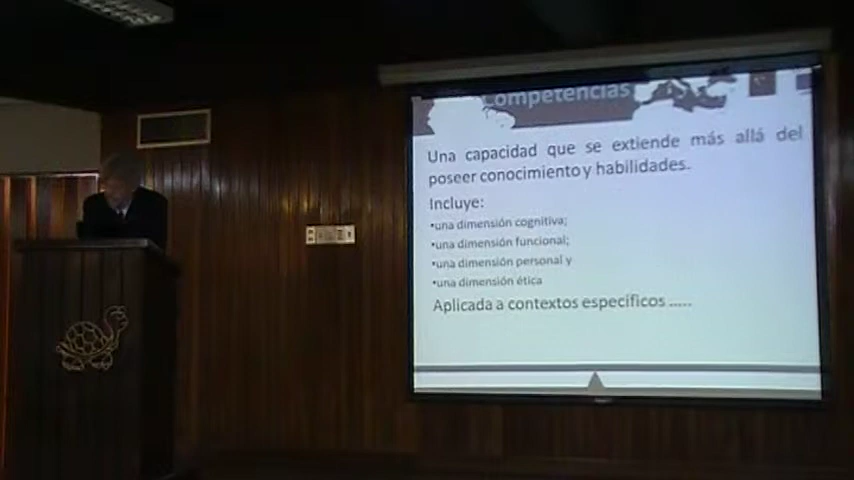 Competencias
Una capacidad que se extiende más allá del
poseer conocimiento y habilidades.
Incluye:
•una dimensión cognitiva;
•una dimensión funcional;
•una dimensión personal y
•una dimensión ética
Aplicada a contextos específicos .....